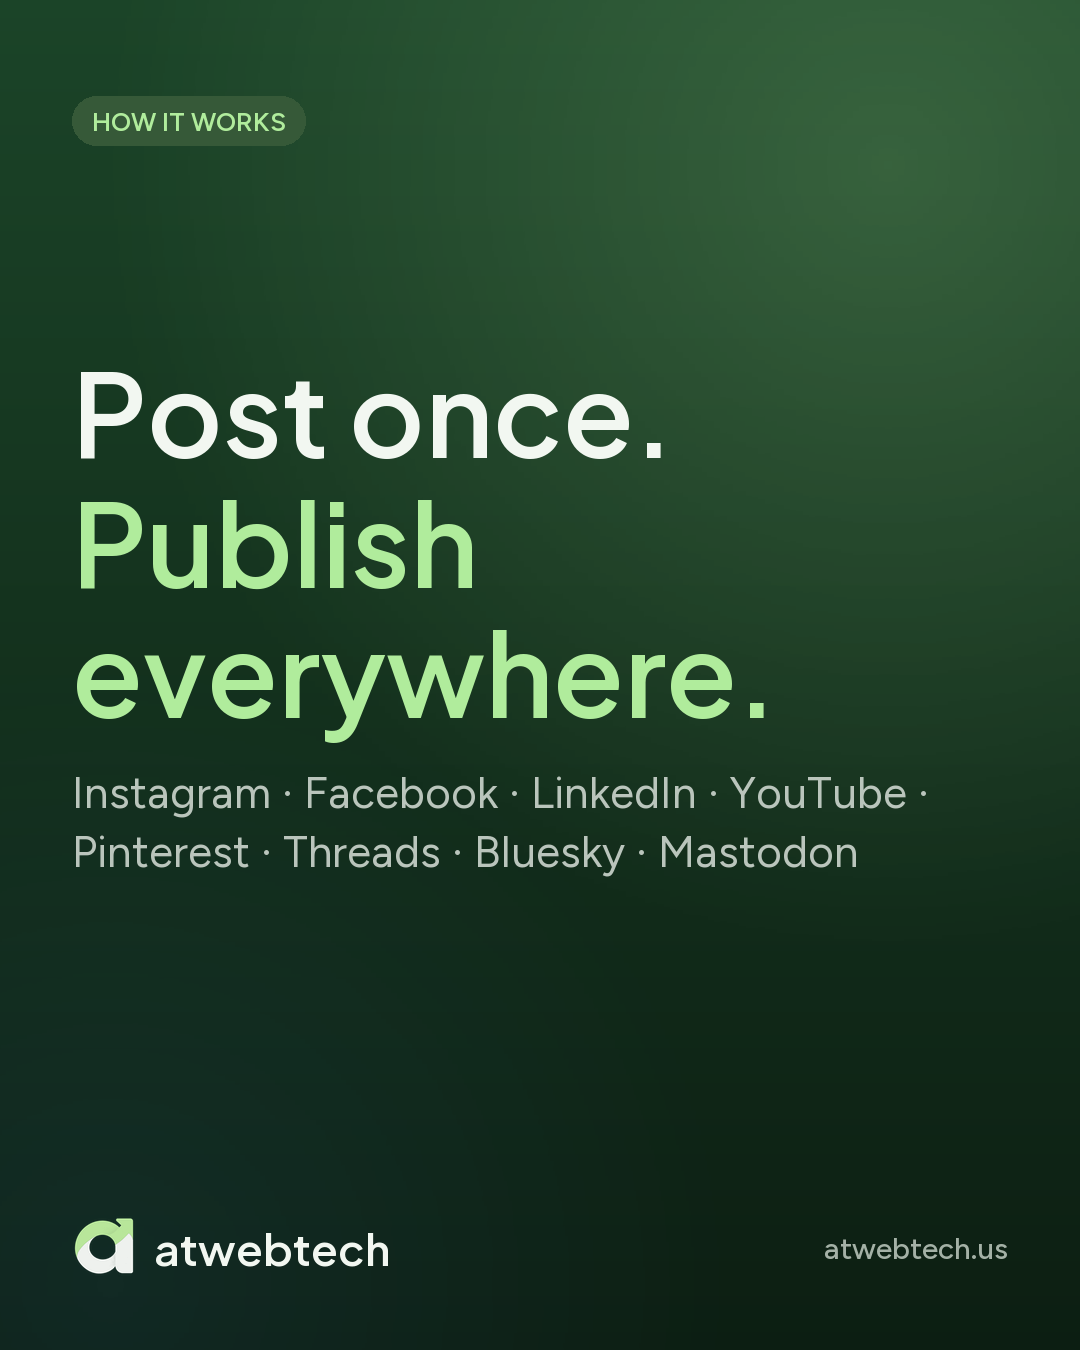 HOW IT WORKS
Post once.
Publish
everywhere.
Instagram · Facebook · LinkedIn · YouTube ·
Pinterest · Threads · Bluesky · Mastodon
atwebtech
atwebtech.us